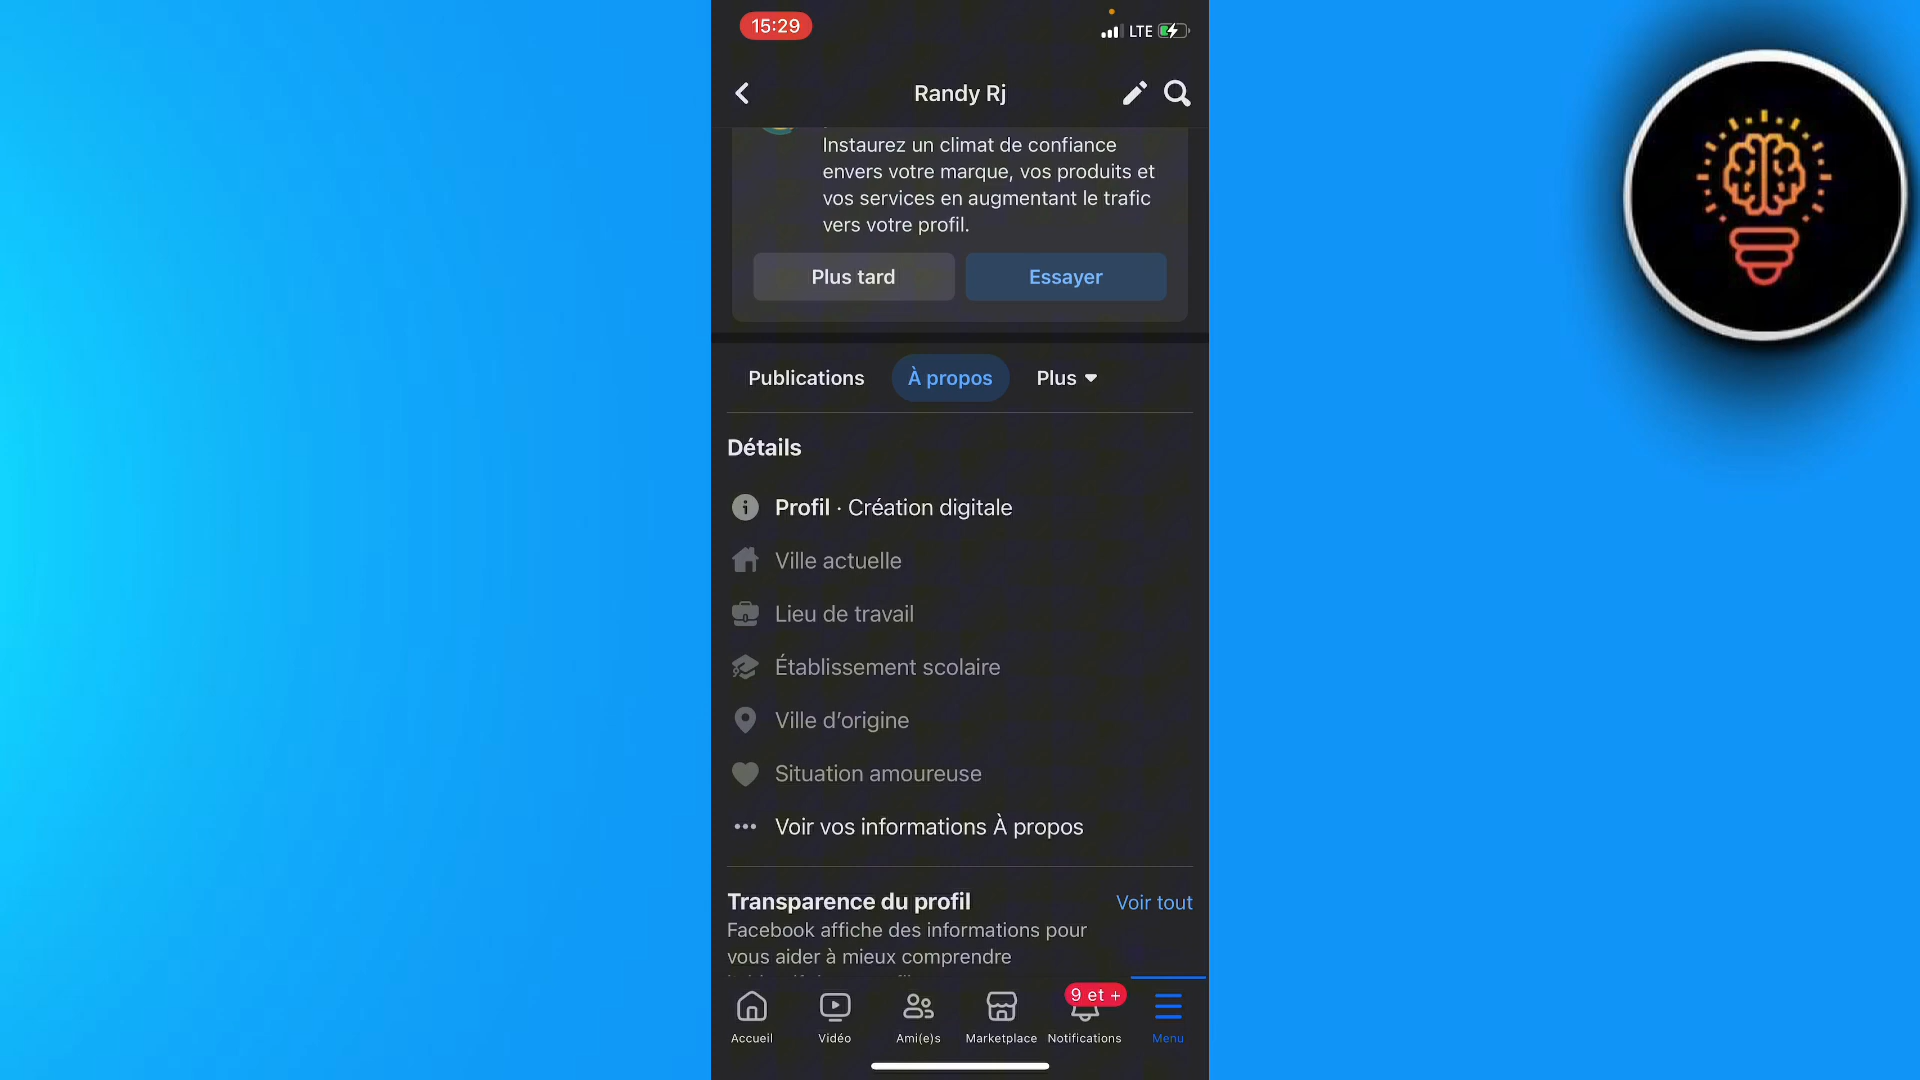 15:29
LTE
Randy Rj
Instaurez un climat de confiance
envers votre marque, vos produits et
vos services en augmentant le trafic
vers votre profil.
Plus tard
Essayer
Publications
À propos
Plus
Détails
Profil · Création digitale
Ville actuelle
Lieu de travail
Établissement scolaire
Ville d’origine
Situation amoureuse
Voir vos informations À propos
Transparence du profil
Voir tout
Facebook affiche des informations pour
vous aider à mieux comprendre
9 et +
Accueil
Vidéo
Ami(e)s
Marketplace
Notifications
Menu